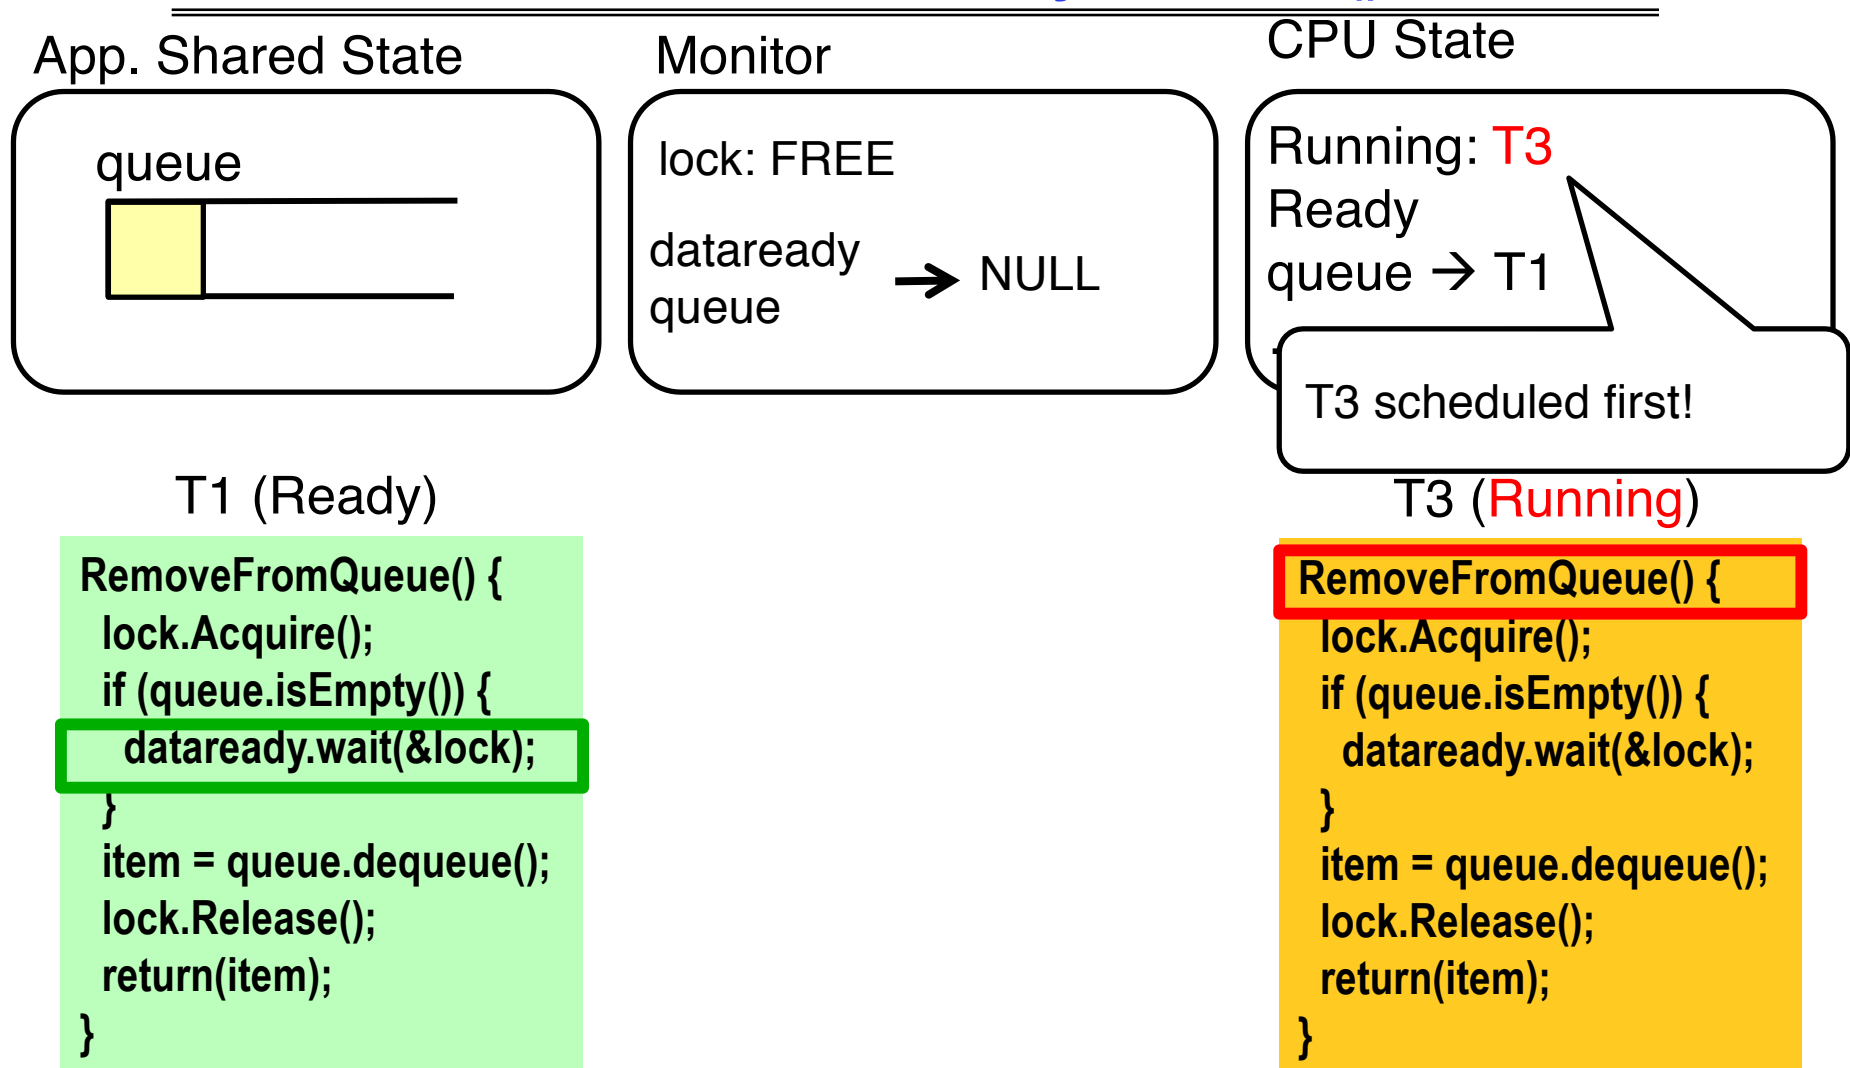 App. Shared State
Monitor
CPU State
queue
lock: FREE
dataready
queue
→ NULL
Running: T3
Ready
queue → T1
T3 scheduled first!
T1 (Ready)
RemoveFromQueue() {
lock.Acquire();
if (queue.isEmpty()) {
dataready.wait(&lock);
}
item = queue.dequeue();
lock.Release();
return(item);
}
T3 (Running)
RemoveFromQueue() {
lock.Acquire();
if (queue.isEmpty()) {
dataready.wait(&lock);
}
item = queue.dequeue();
lock.Release();
return(item);
}